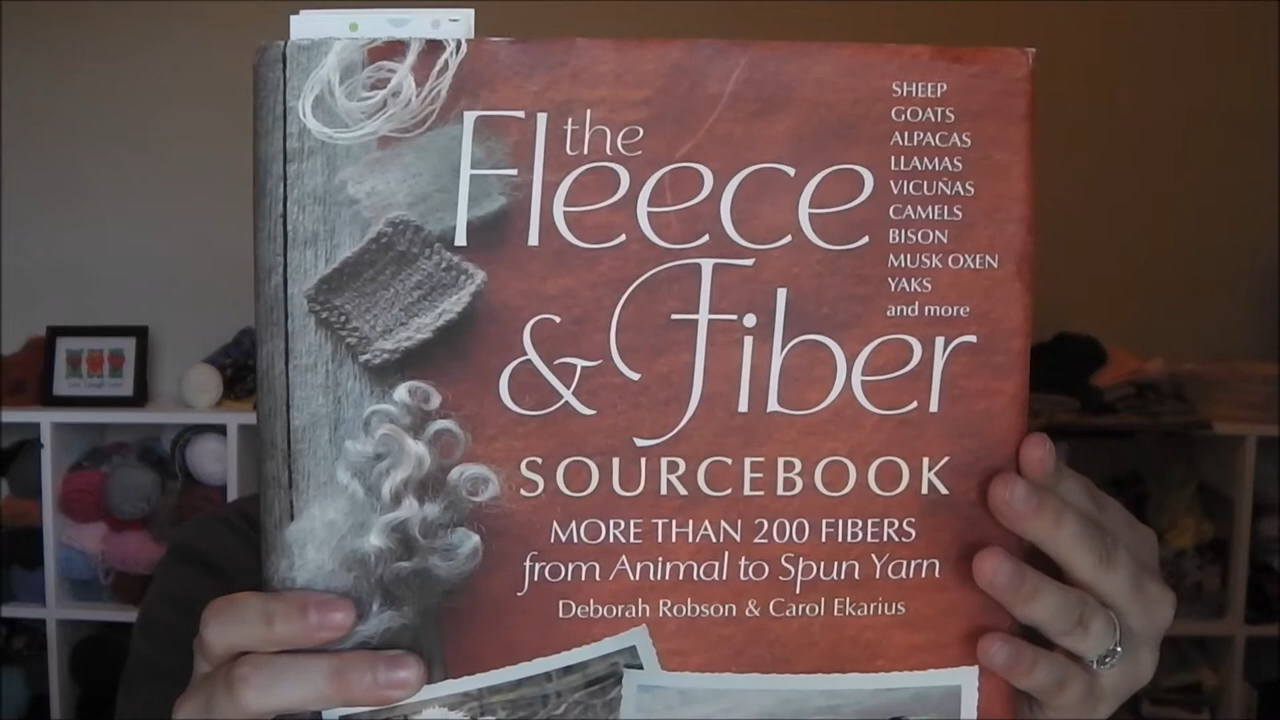 the
Fleece
& Fiber
SOURCEBOOK
MORE THAN 200 FIBERS
from Animal to Spun Yarn
Deborah Robson & Carol Ekarius
SHEEP
GOATS
ALPACAS
LLAMAS
VICUÑAS
CAMELS
BISON
MUSK OXEN
YAKS
and more